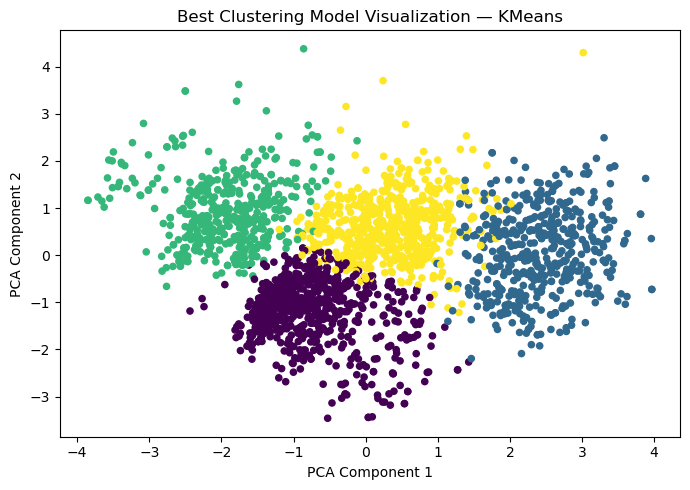 Best Clustering Model Visualization — KMeans
4
3
2
1
0
−1
−2
−3
PCA Component 2
−4 −3 −2 −1 0 1 2 3 4
PCA Component 1